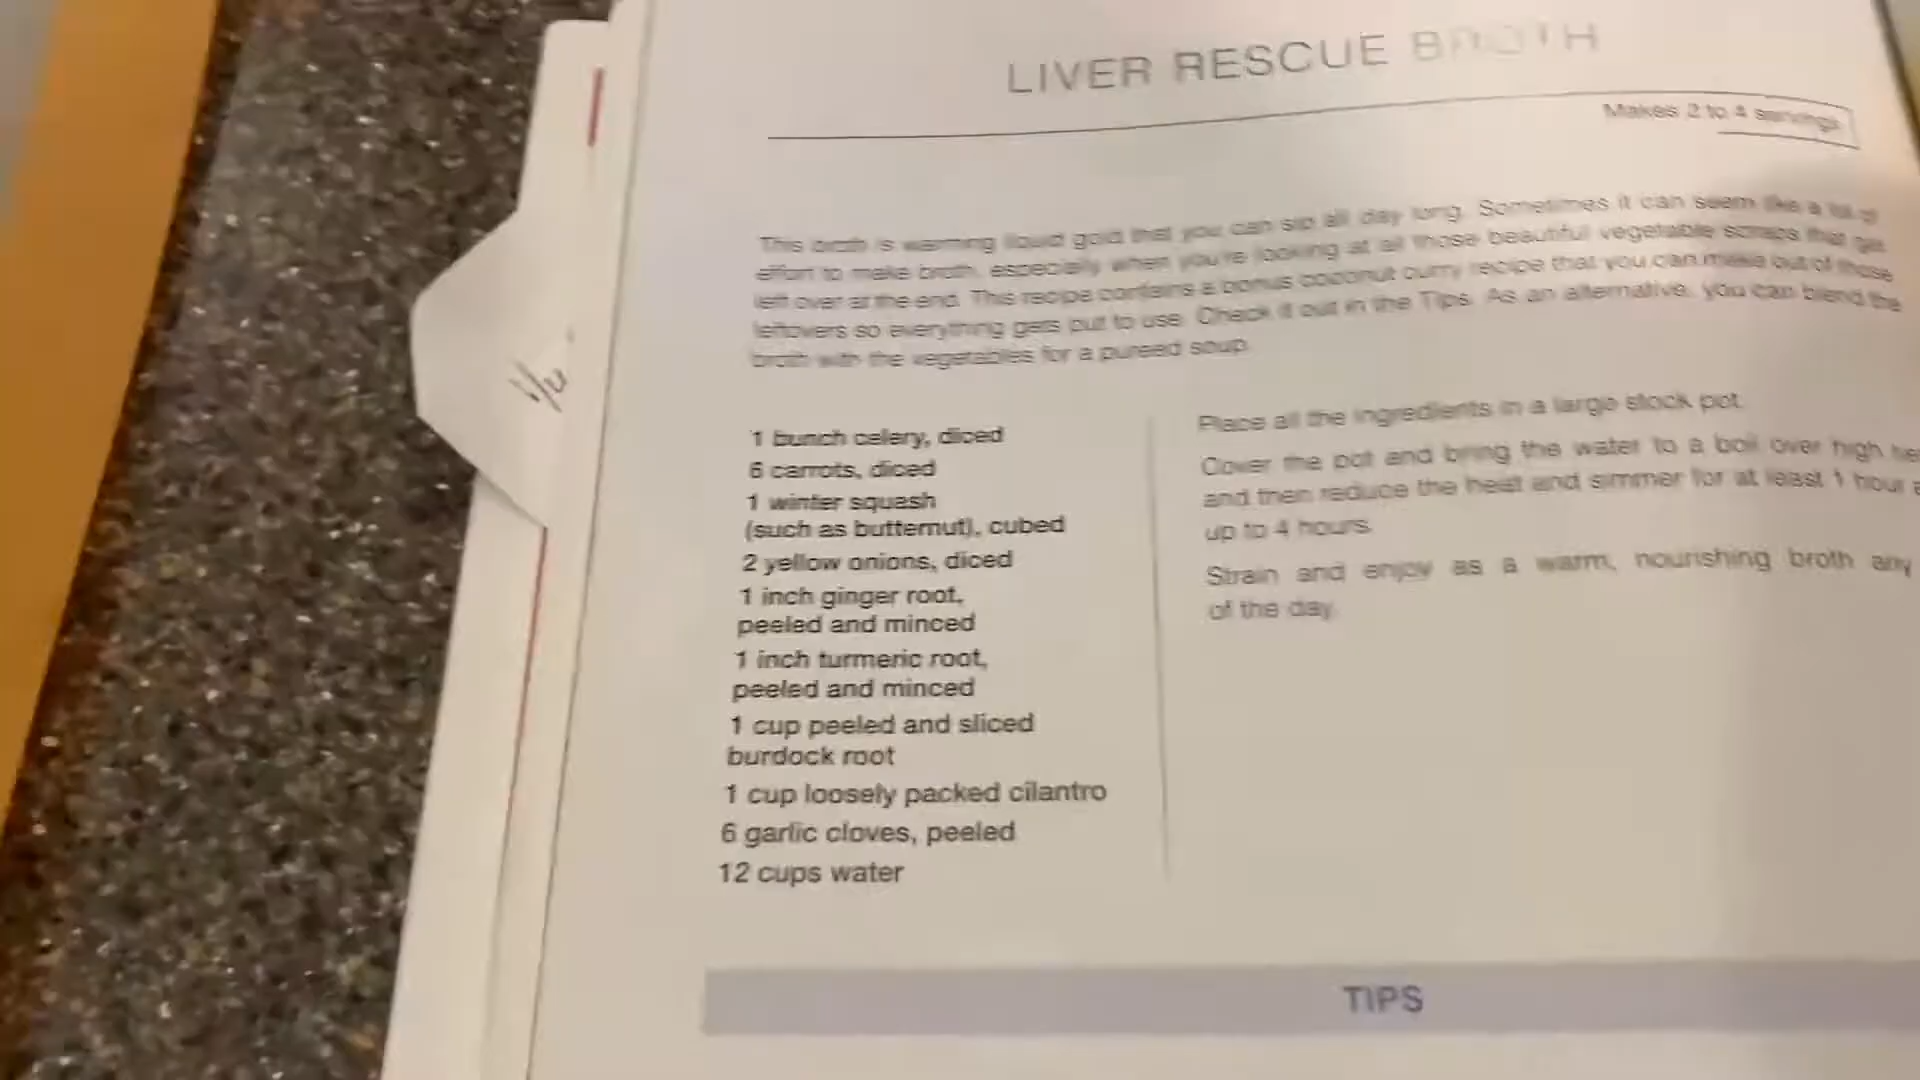 LIVER RESCUE BROTH
Makes 2 to 4 servings
This broth is warming liquid gold that you can sip all day long. Sometimes it can seem like a lot of
effort to make broth, especially when you're looking at all those beautiful vegetable scraps that get
left over at the end. This recipe contains a bonus coconut curry recipe that you can make out of those
leftovers so everything gets put to use. Check it out in the Tips. As an alternative, you can blend the
broth with the vegetables for a pureed soup.
1 bunch celery, diced
6 carrots, diced
1 winter squash
(such as butternut), cubed
2 yellow onions, diced
1 inch ginger root,
peeled and minced
1 inch turmeric root,
peeled and minced
1 cup peeled and sliced
burdock root
1 cup loosely packed cilantro
6 garlic cloves, peeled
12 cups water
Place all the ingredients in a large stock pot.
Cover the pot and bring the water to a boil over high
and then reduce the heat and simmer for at least 1 hour
up to 4 hours.
Strain and enjoy as a warm, nourishing broth any
of the day.
TIPS